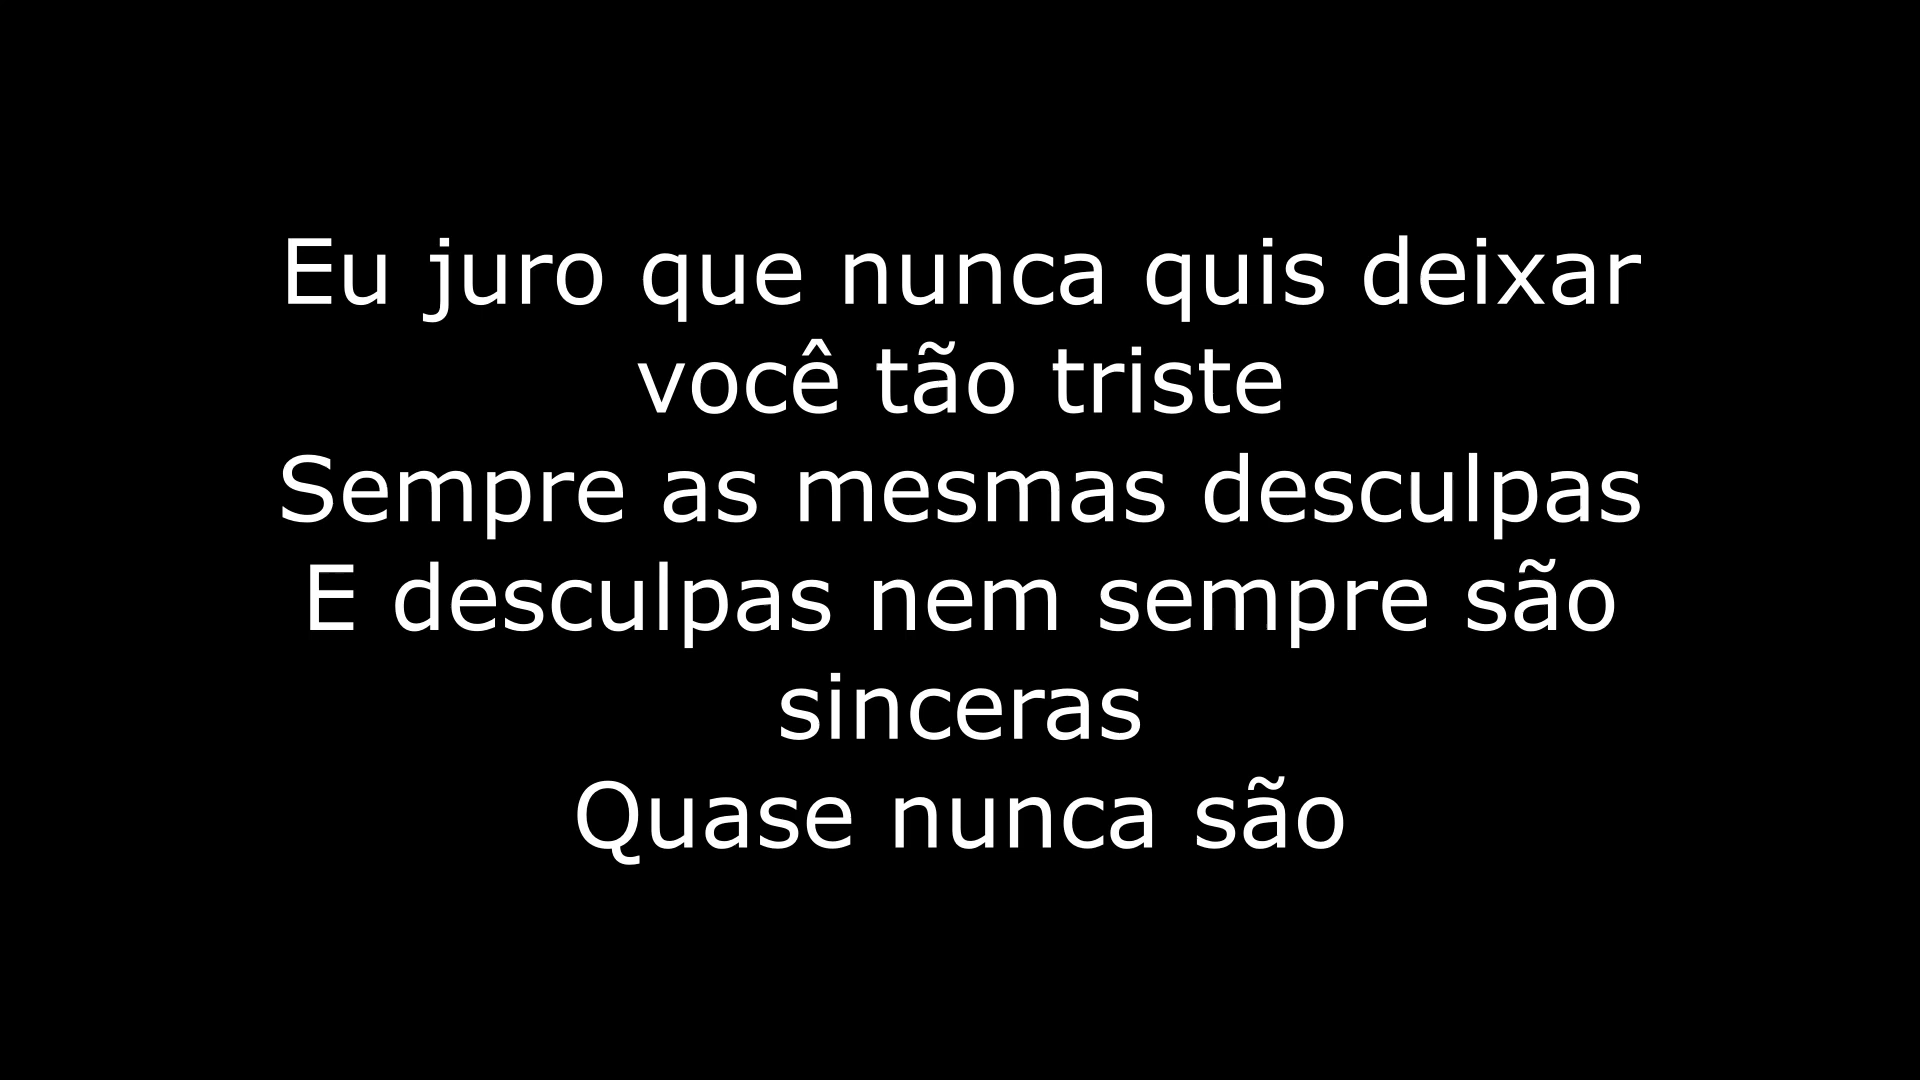 Eu juro que nunca quis deixar
você tão triste
Sempre as mesmas desculpas
E desculpas nem sempre são
sinceras
Quase nunca são